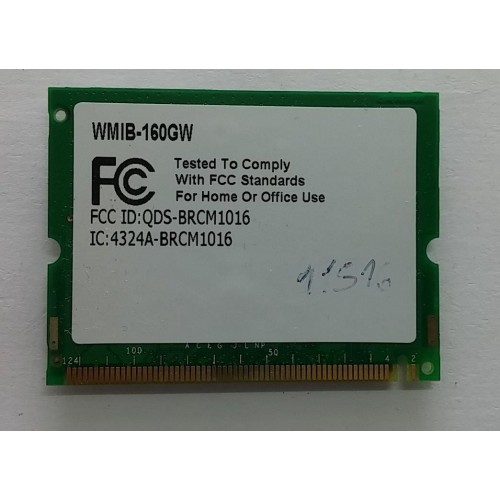 WMIB-160GW
FC
Tested To Comply
With FCC Standards
For Home Or Office Use
FCC ID:QDS-BRCM1016
IC:4324A-BRCM1016
124 100 50 4 2